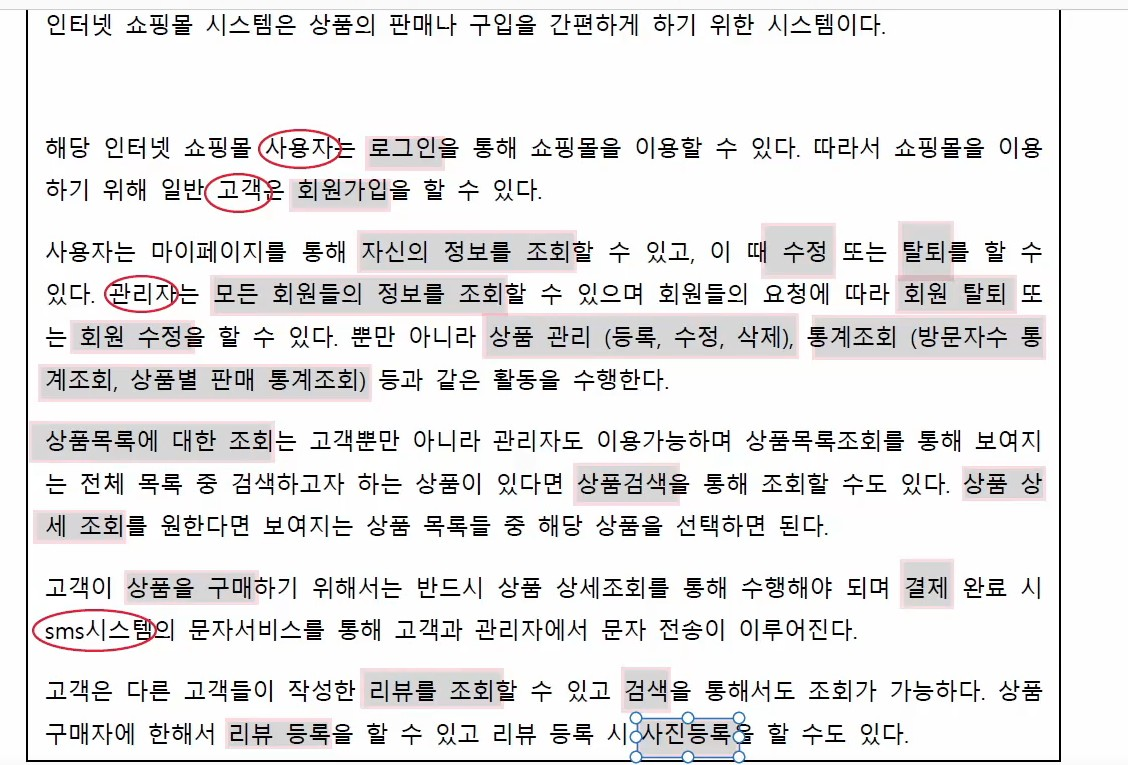 인터넷 쇼핑몰 시스템은 상품의 판매나 구입을 간편하게 하기 위한 시스템이다.
해당 인터넷 쇼핑몰 사용자는 로그인을 통해 쇼핑몰을 이용할 수 있다. 따라서 쇼핑몰을 이용
하기 위해 일반 고객은 회원가입을 할 수 있다.
사용자는 마이페이지를 통해 자신의 정보를 조회할 수 있고, 이 때 수정 또는 탈퇴를 할 수
있다. 관리자는 모든 회원들의 정보를 조회할 수 있으며 회원들의 요청에 따라 회원 탈퇴 또
는 회원 수정을 할 수 있다. 뿐만 아니라 상품 관리 (등록, 수정, 삭제), 통계조회 (방문자수 통
계조회, 상품별 판매 통계조회) 등과 같은 활동을 수행한다.
상품목록에 대한 조회는 고객뿐만 아니라 관리자도 이용가능하며 상품목록조회를 통해 보여지
는 전체 목록 중 검색하고자 하는 상품이 있다면 상품검색을 통해 조회할 수도 있다. 상품 상
세 조회를 원한다면 보여지는 상품 목록들 중 해당 상품을 선택하면 된다.
고객이 상품을 구매하기 위해서는 반드시 상품 상세조회를 통해 수행해야 되며 결제 완료 시
sms시스템의 문자서비스를 통해 고객과 관리자에서 문자 전송이 이루어진다.
고객은 다른 고객들이 작성한 리뷰를 조회할 수 있고 검색을 통해서도 조회가 가능하다. 상품
구매자에 한해서 리뷰 등록을 할 수 있고 리뷰 등록 시 사진등록을 할 수도 있다.